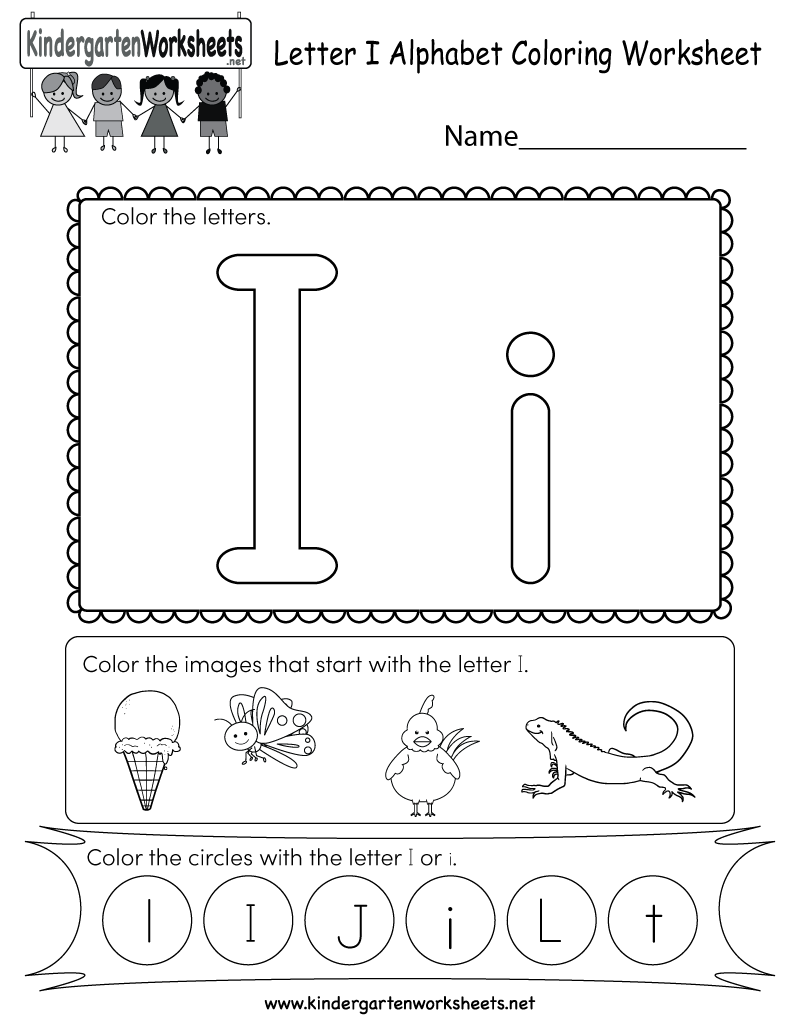 KindergartenWorksheets
.net
Letter I Alphabet Coloring Worksheet
Name_______________
Color the letters.
I i
Color the images that start with the letter I.
Color the circles with the letter I or i.
l I J i L t
www.kindergartenworksheets.net